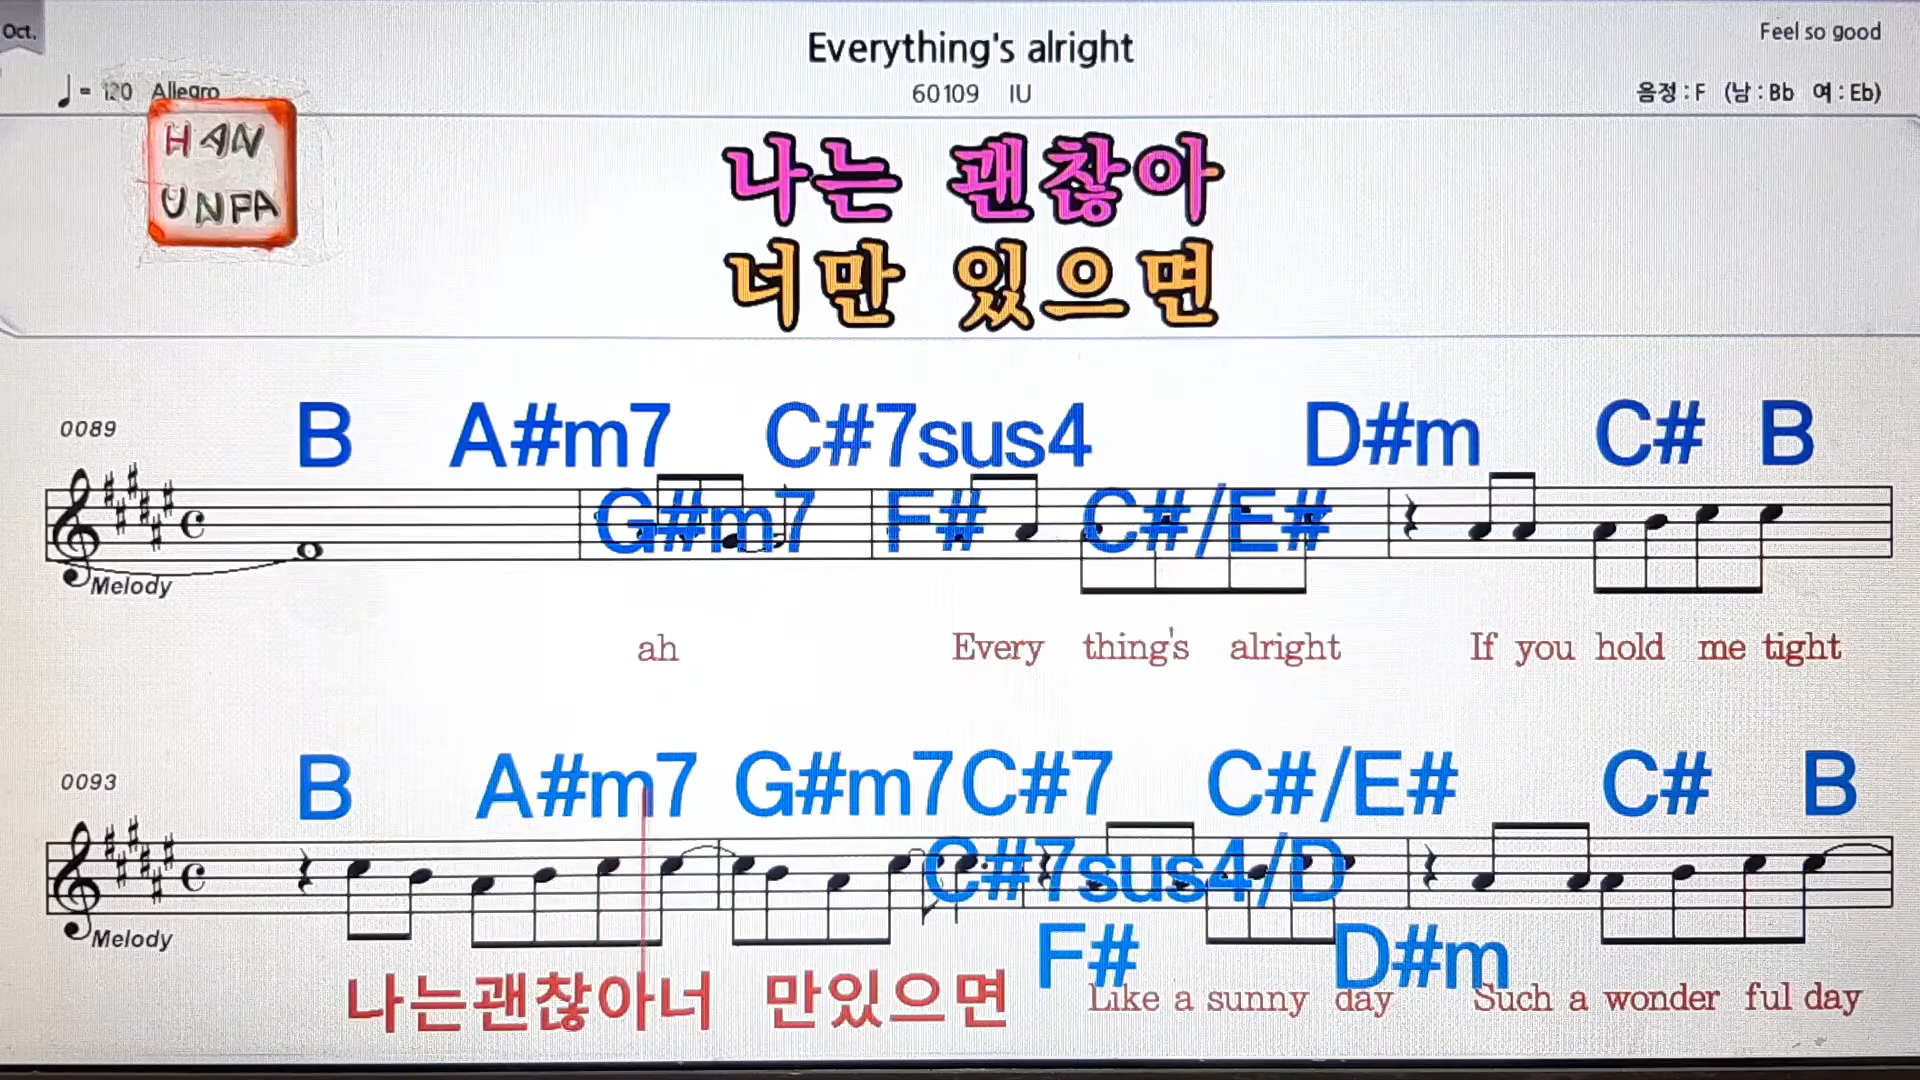 Oct.
Everything's alright
Feel so good
= 120 Allegro
60109 IU
음정 : F (남 : Bb 여 : Eb)
HAN
UNFA
나는 괜찮아
너만 있으면
0089
B A#m7 C#7sus4 D#m C# B
G#m7 F# C#/E#
Melody
ah Every thing's alright If you hold me tight
0093
B A#m7 G#m7 C#7 C#/E# C# B
C#7sus4/D
Melody
F# D#m
나는괜찮아너 만있으면 Like a sunny day Such a wonder ful day